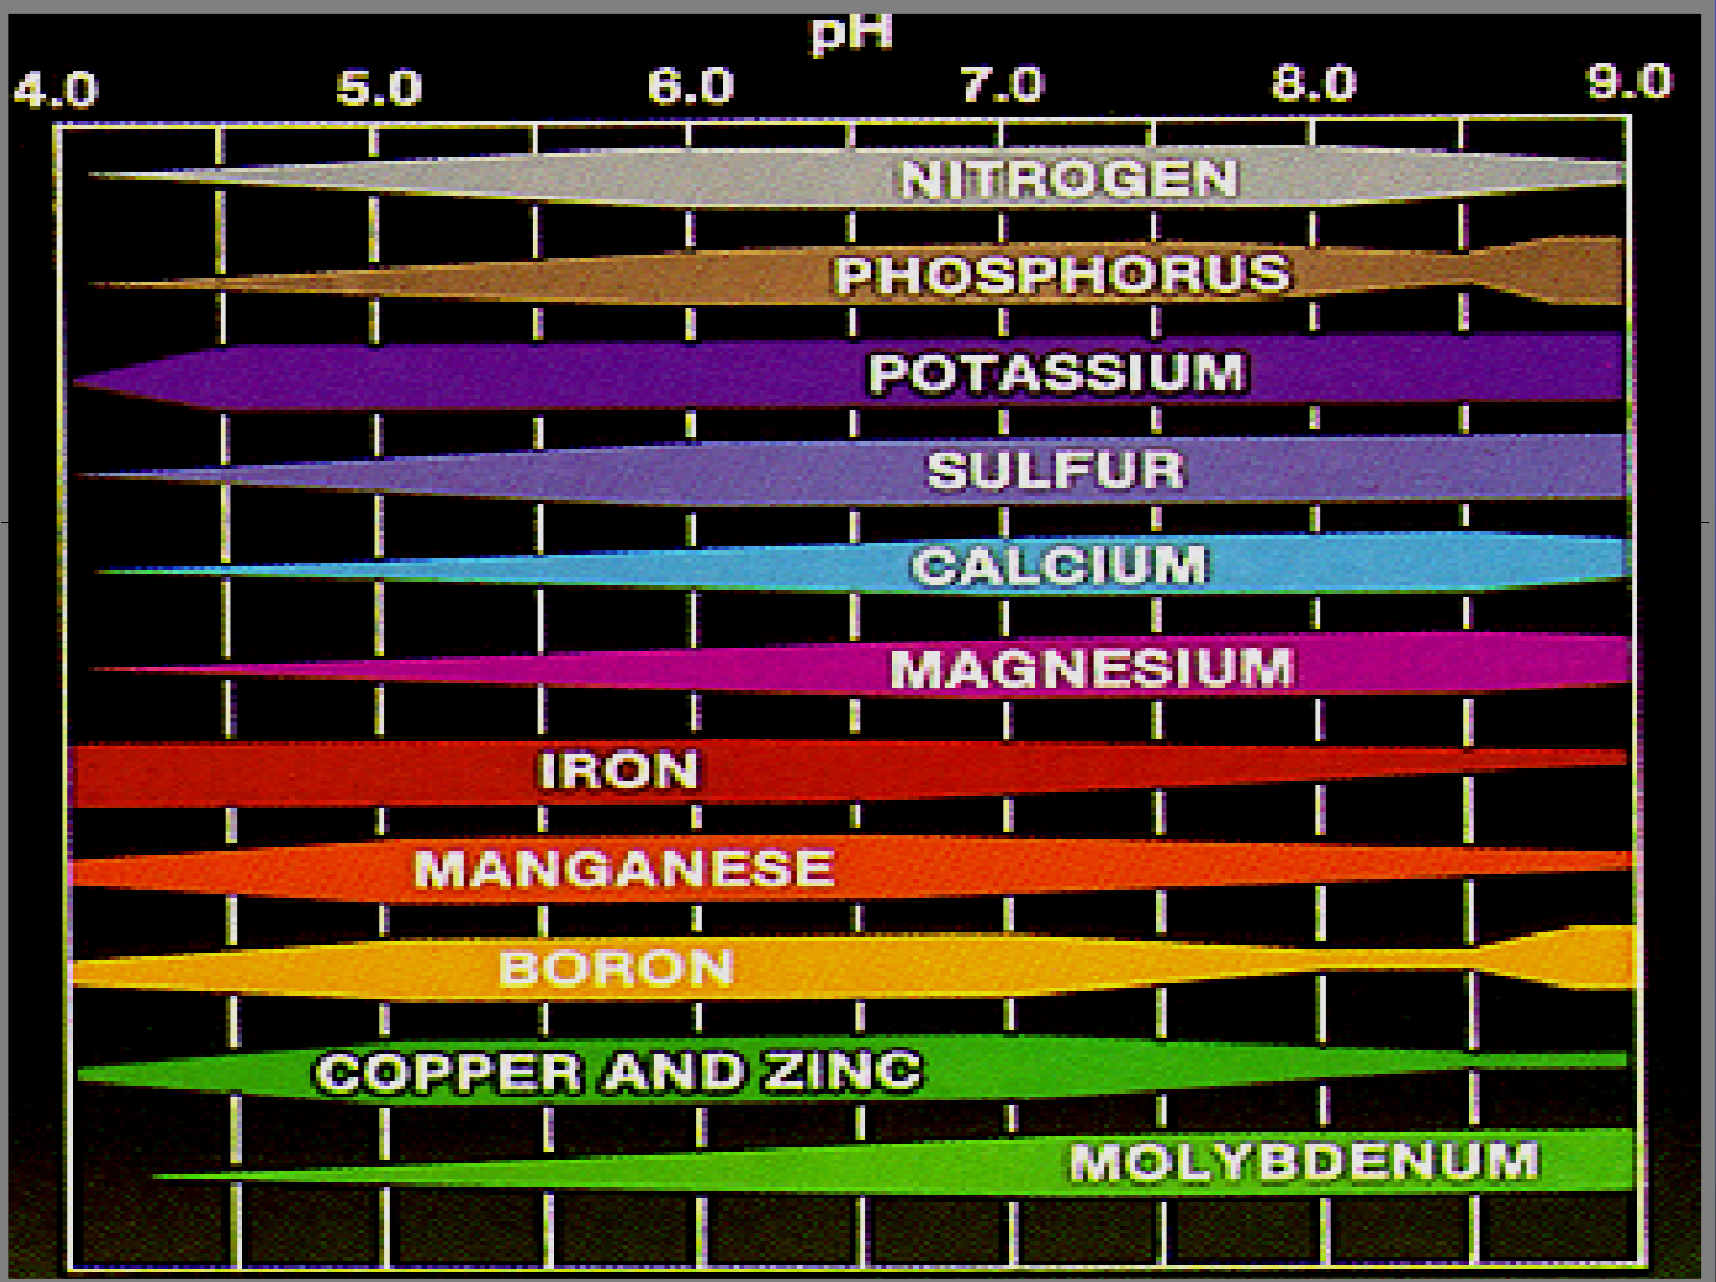 pH
4.0 5.0 6.0 7.0 8.0 9.0
NITROGEN
PHOSPHORUS
POTASSIUM
SULFUR
CALCIUM
MAGNESIUM
IRON
MANGANESE
BORON
COPPER AND ZINC
MOLYBDENUM